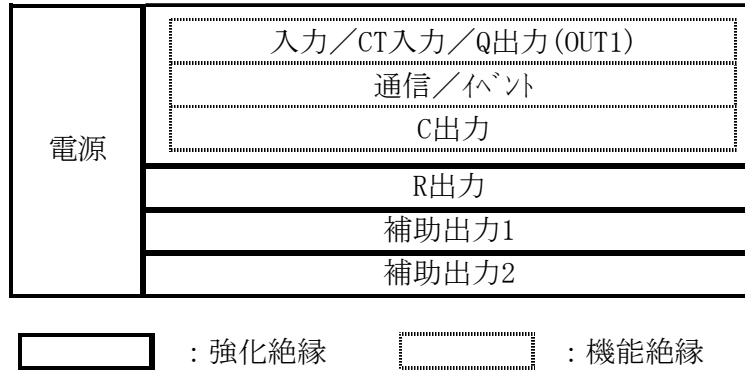 電源
入力／CT入力／Q出力(OUT1)
通信／ｲﾍﾞﾝﾄ
C出力
R出力
補助出力1
補助出力2
：強化絶縁
：機能絶縁